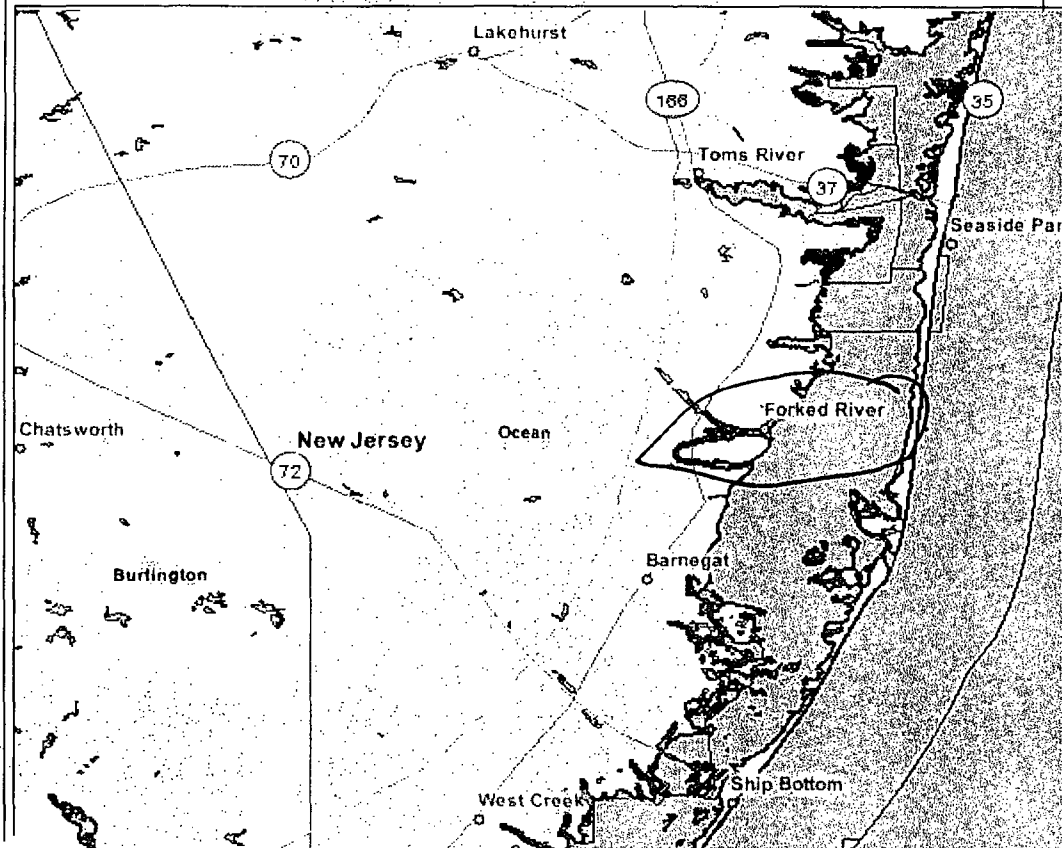 Lakehurst
35
166
Toms River
70
37
Seaside Par
Forked River
Chatsworth
New Jersey
Ocean
72
Barnegat
Burlington
Ship Bottom
West Creek